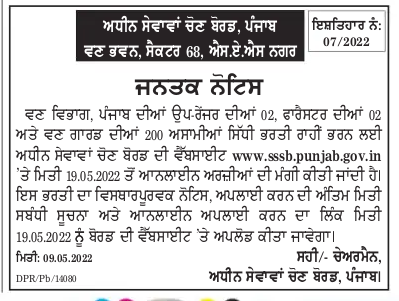 ਅਧੀਨ ਸੇਵਾਵਾਂ ਚੋਣ ਬੋਰਡ, ਪੰਜਾਬ
ਵਣ ਭਵਨ, ਸੈਕਟਰ 68, ਐਸ.ਏ.ਐਸ ਨਗਰ
ਇਸ਼ਤਿਹਾਰ ਨੰ:
07/2022
ਜਨਤਕ ਨੋਟਿਸ
ਵਣ ਵਿਭਾਗ, ਪੰਜਾਬ ਦੀਆਂ ਉਪ-ਰੇਂਜਰ ਦੀਆਂ 02, ਫਾਰੈਸਟਰ ਦੀਆਂ 02
ਅਤੇ ਵਣ ਗਾਰਡ ਦੀਆਂ 200 ਅਸਾਮੀਆਂ ਸਿੱਧੀ ਭਰਤੀ ਰਾਹੀਂ ਭਰਨ ਲਈ
ਅਧੀਨ ਸੇਵਾਵਾਂ ਚੋਣ ਬੋਰਡ ਦੀ ਵੈੱਬਸਾਈਟ www.sssb.punjab.gov.in
'ਤੇ ਮਿਤੀ 19.05.2022 ਤੋਂ ਆਨਲਾਈਨ ਅਰਜ਼ੀਆਂ ਦੀ ਮੰਗੀ ਕੀਤੀ ਜਾਂਦੀ ਹੈ।
ਇਸ ਭਰਤੀ ਦਾ ਵਿਸਥਾਰਪੂਰਵਕ ਨੋਟਿਸ, ਅਪਲਾਈ ਕਰਨ ਦੀ ਅੰਤਿਮ ਮਿਤੀ
ਸਬੰਧੀ ਸੂਚਨਾ ਅਤੇ ਆਨਲਾਈਨ ਅਪਲਾਈ ਕਰਨ ਦਾ ਲਿੰਕ ਮਿਤੀ
19.05.2022 ਨੂੰ ਬੋਰਡ ਦੀ ਵੈੱਬਸਾਈਟ 'ਤੇ ਅਪਲੋਡ ਕੀਤਾ ਜਾਵੇਗਾ।
ਮਿਤੀ: 09.05.2022
ਸਹੀ/- ਚੇਅਰਮੈਨ,
DPR/Pb/14080
ਅਧੀਨ ਸੇਵਾਵਾਂ ਚੋਣ ਬੋਰਡ, ਪੰਜਾਬ।